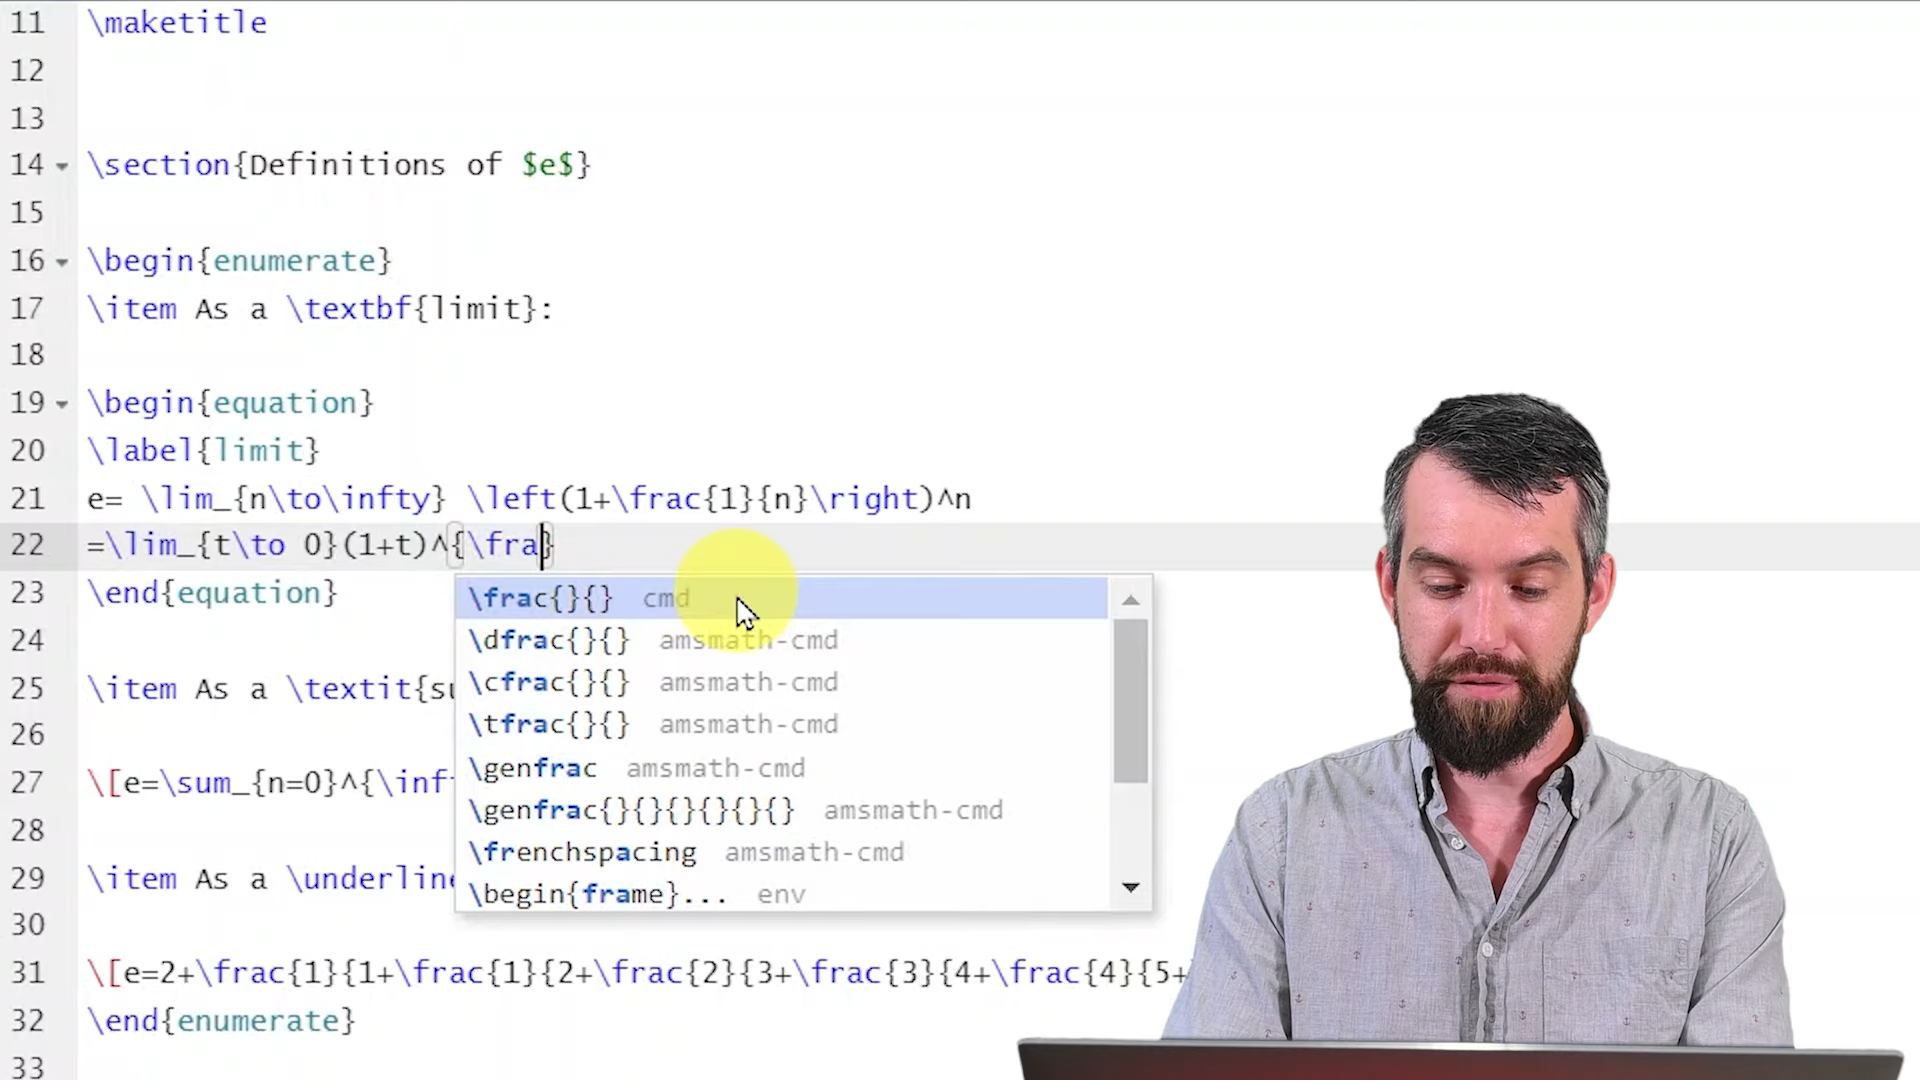 11 \maketitle
12
13
14 \section{Definitions of $e$}
15
16 \begin{enumerate}
17 \item As a \textbf{limit}:
18
19 \begin{equation}
20 \label{limit}
21 e= \lim_{n\to\infty} \left(1+\frac{1}{n}\right)^n
22 =\lim_{t\to 0}(1+t)^{\fra}
23 \end{equation}
\frac{}{} cmd
24
\dfrac{}{} amsmath-cmd
25 \item As a \textit{su
\cfrac{}{} amsmath-cmd
26
\tfrac{}{} amsmath-cmd
27 \[e=\sum_{n=0}^{\inf
\genfrac amsmath-cmd
28
\genfrac{}{}{}{}{}{} amsmath-cmd
29 \item As a \underline
\frenchspacing amsmath-cmd
\begin{frame}... env
30
31 \[e=2+\frac{1}{1+\frac{1}{2+\frac{2}{3+\frac{3}{4+\frac{4}{5+
32 \end{enumerate}
33